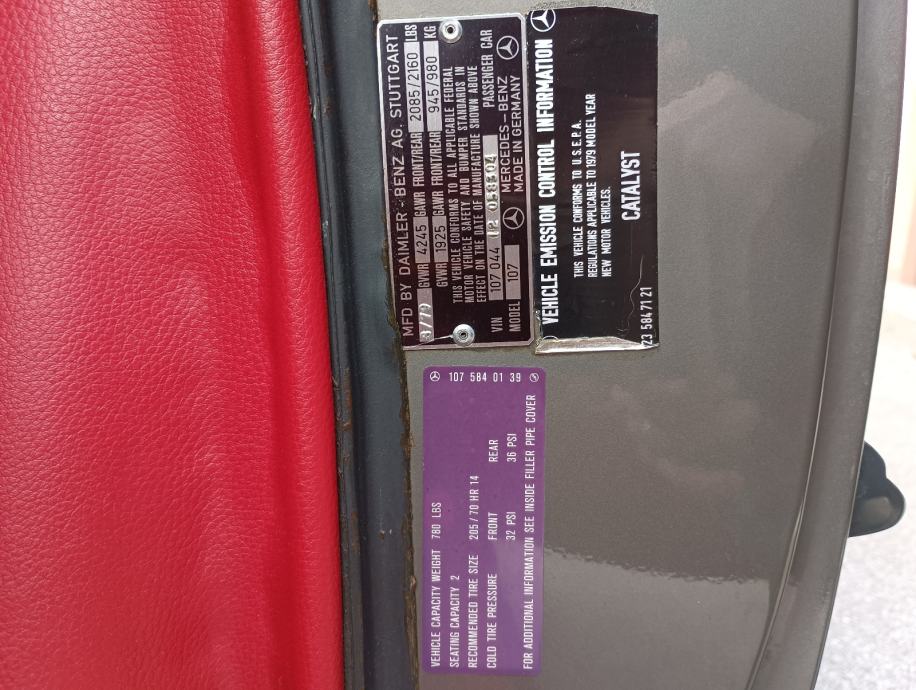 MFD BY DAIMLER-BENZ AG, STUTTGART
3/79 GVWR 4245 GAWR FRONT/REAR 2085/2160 LBS
GVWR 1925 GAWR FRONT/REAR 945/980 KG
THIS VEHICLE CONFORMS TO ALL APPLICABLE FEDERAL
MOTOR VEHICLE SAFETY AND BUMPER STANDARDS IN
EFFECT ON THE DATE OF MANUFACTURE SHOWN ABOVE
VIN 107 044 12 058304 PASSENGER CAR
MODEL 107 MERCEDES-BENZ
MADE IN GERMANY
VEHICLE EMISSION CONTROL INFORMATION
THIS VEHICLE CONFORMS TO U.S.E.P.A.
REGULATIONS APPLICABLE TO 1979 MODEL YEAR
NEW MOTOR VEHICLES.
CATALYST
23 584 71 21
107 584 01 39
VEHICLE CAPACITY WEIGHT 780 LBS
SEATING CAPACITY 2
RECOMMENDED TIRE SIZE 205/70 HR 14
COLD TIRE PRESSURE FRONT REAR
32 PSI 36 PSI
FOR ADDITIONAL INFORMATION SEE INSIDE FILLER PIPE COVER